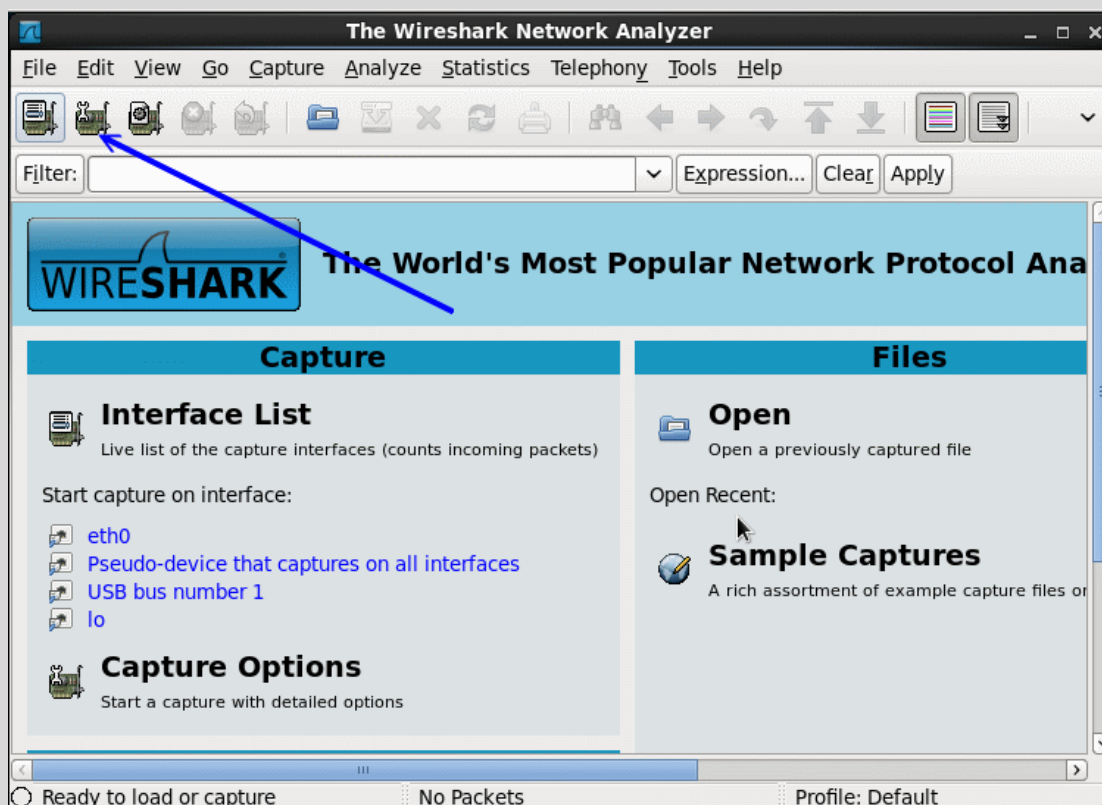 The Wireshark Network Analyzer
File Edit View Go Capture Analyze Statistics Telephony Tools Help
Filter: Expression... Clear Apply
WIRESHARK ®
The World's Most Popular Network Protocol Ana
Capture
Interface List
Live list of the capture interfaces (counts incoming packets)
Start capture on interface:
eth0
Pseudo-device that captures on all interfaces
USB bus number 1
lo
Capture Options
Start a capture with detailed options
Files
Open
Open a previously captured file
Open Recent:
Sample Captures
A rich assortment of example capture files or
Ready to load or capture No Packets Profile: Default